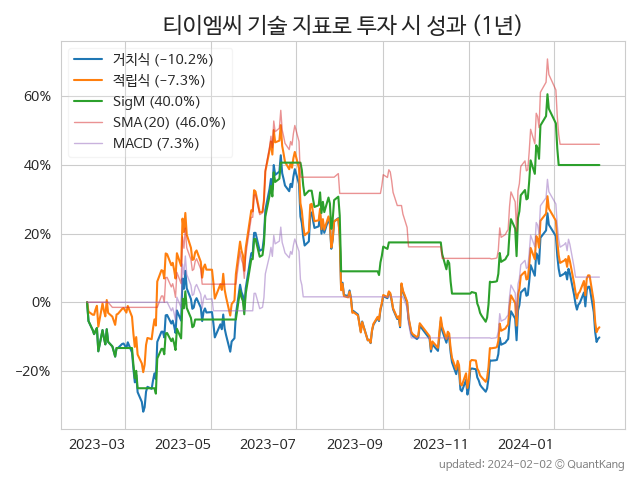 티이엠씨 기술 지표로 투자 시 성과 (1년)
거치식 (−10.2%)
적립식 (−7.3%)
SigM (40.0%)
SMA(20) (46.0%)
MACD (7.3%)
60%
40%
20%
0%
−20%
2023-03 2023-05 2023-07 2023-09 2023-11 2024-01
updated: 2024-02-02 © QuantKang